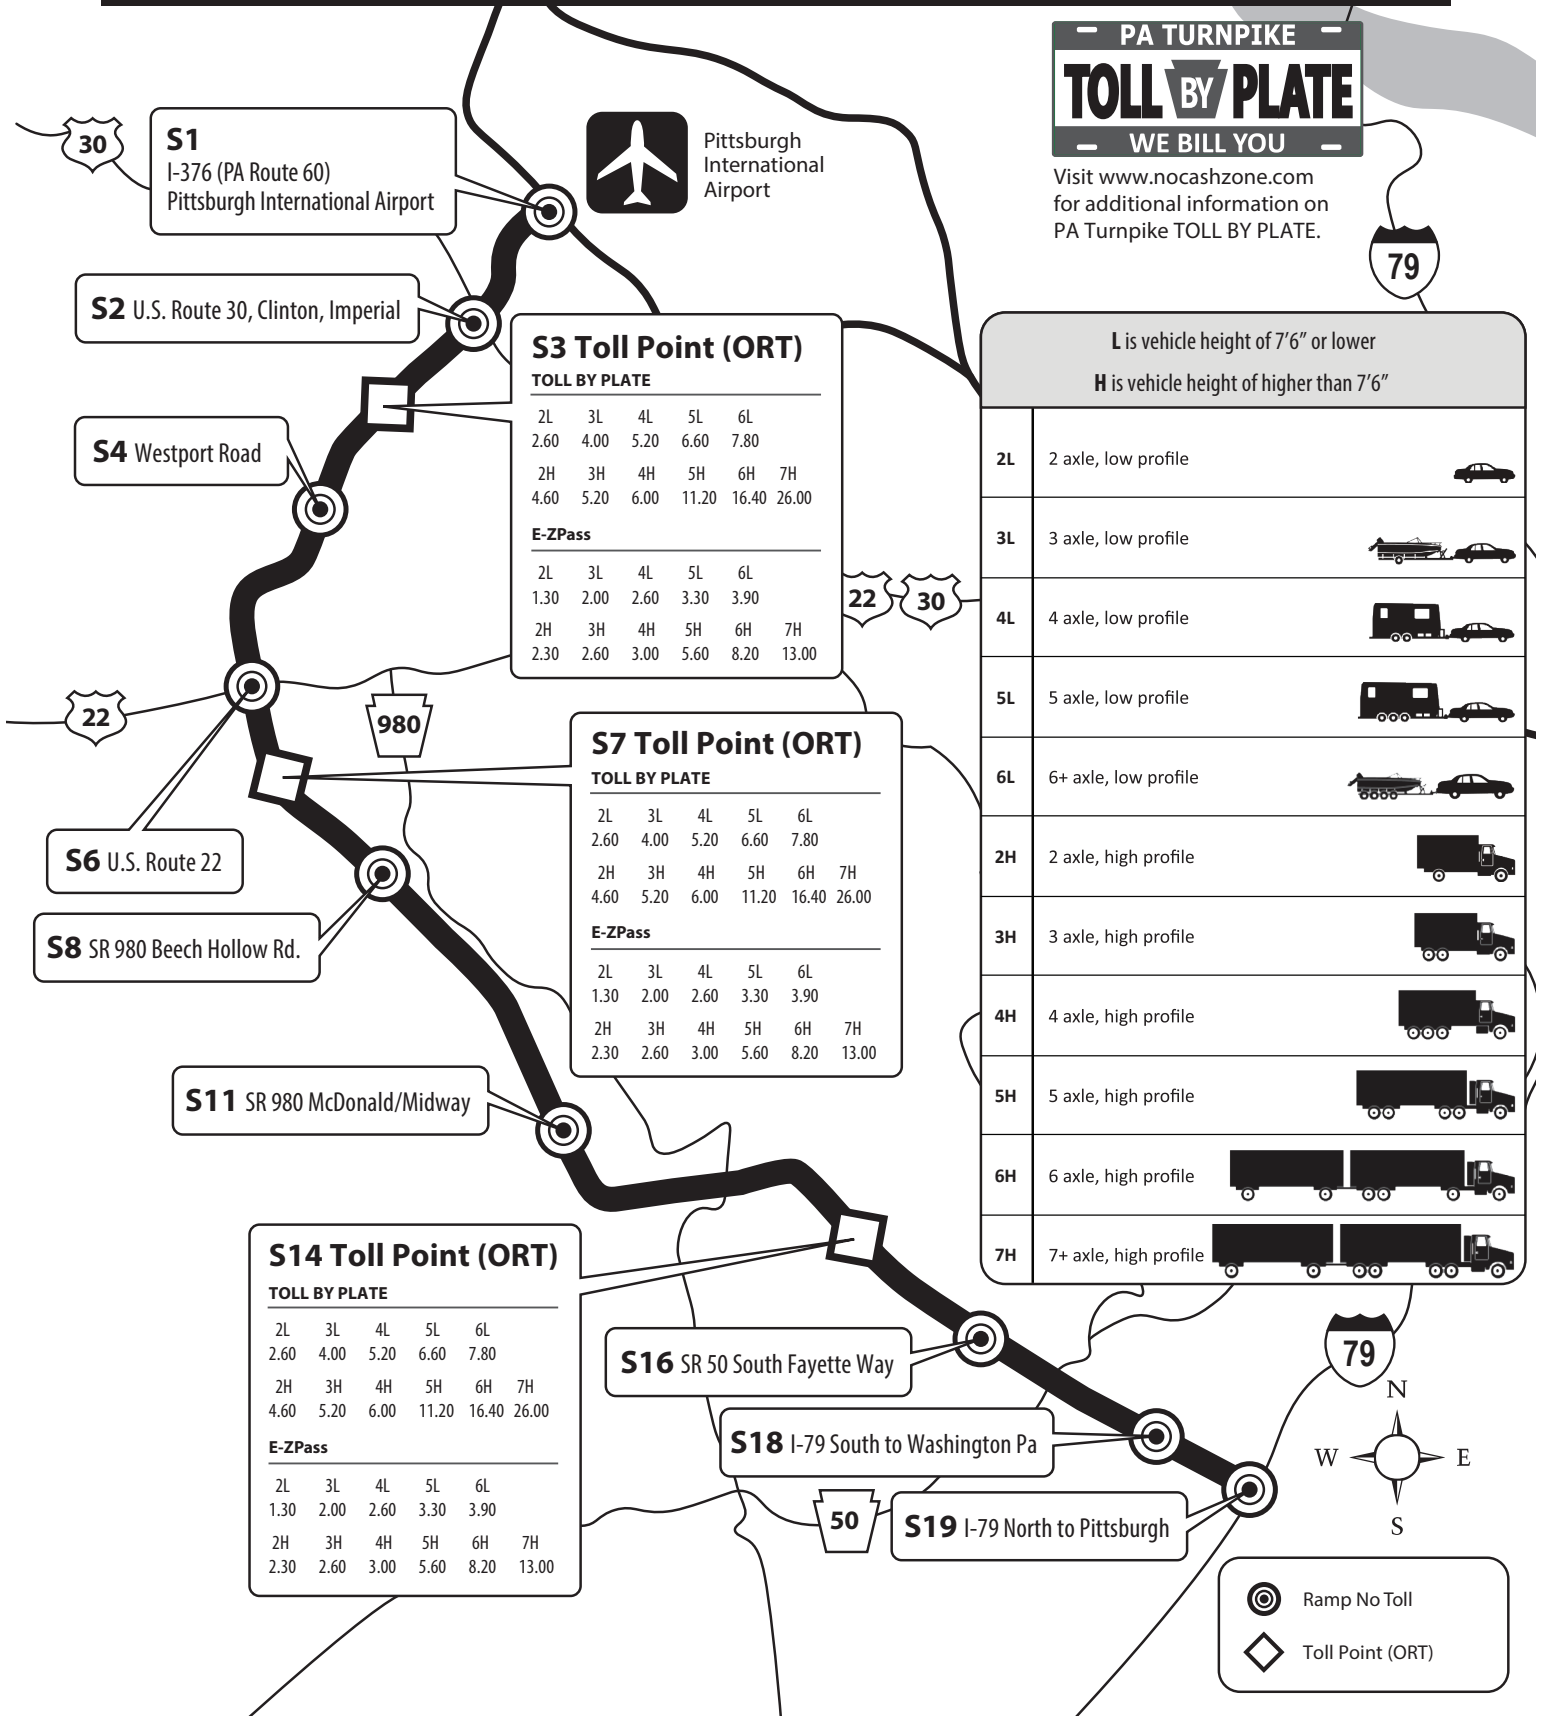 PA TURNPIKE
TOLL BY PLATE
WE BILL YOU
Visit www.nocashzone.com
for additional information on
PA Turnpike TOLL BY PLATE.
30
S1
I-376 (PA Route 60)
Pittsburgh International Airport
Pittsburgh
International
Airport
79
S2 U.S. Route 30, Clinton, Imperial
S3 Toll Point (ORT)
TOLL BY PLATE
2L 3L 4L 5L 6L
2.60 4.00 5.20 6.60 7.80
2H 3H 4H 5H 6H 7H
4.60 5.20 6.00 11.20 16.40 26.00
E-ZPass
2L 3L 4L 5L 6L
1.30 2.00 2.60 3.30 3.90
2H 3H 4H 5H 6H 7H
2.30 2.60 3.00 5.60 8.20 13.00
S4 Westport Road
22
30
L is vehicle height of 7’6” or lower
H is vehicle height of higher than 7’6”
2L 2 axle, low profile
3L 3 axle, low profile
4L 4 axle, low profile
5L 5 axle, low profile
6L 6+ axle, low profile
2H 2 axle, high profile
3H 3 axle, high profile
4H 4 axle, high profile
5H 5 axle, high profile
6H 6 axle, high profile
7H 7+ axle, high profile
22
980
S7 Toll Point (ORT)
TOLL BY PLATE
2L 3L 4L 5L 6L
2.60 4.00 5.20 6.60 7.80
2H 3H 4H 5H 6H 7H
4.60 5.20 6.00 11.20 16.40 26.00
E-ZPass
2L 3L 4L 5L 6L
1.30 2.00 2.60 3.30 3.90
2H 3H 4H 5H 6H 7H
2.30 2.60 3.00 5.60 8.20 13.00
S6 U.S. Route 22
S8 SR 980 Beech Hollow Rd.
S11 SR 980 McDonald/Midway
S14 Toll Point (ORT)
TOLL BY PLATE
2L 3L 4L 5L 6L
2.60 4.00 5.20 6.60 7.80
2H 3H 4H 5H 6H 7H
4.60 5.20 6.00 11.20 16.40 26.00
E-ZPass
2L 3L 4L 5L 6L
1.30 2.00 2.60 3.30 3.90
2H 3H 4H 5H 6H 7H
2.30 2.60 3.00 5.60 8.20 13.00
S16 SR 50 South Fayette Way
S18 I-79 South to Washington Pa
50
S19 I-79 North to Pittsburgh
79
N
W E
S
Ramp No Toll
Toll Point (ORT)